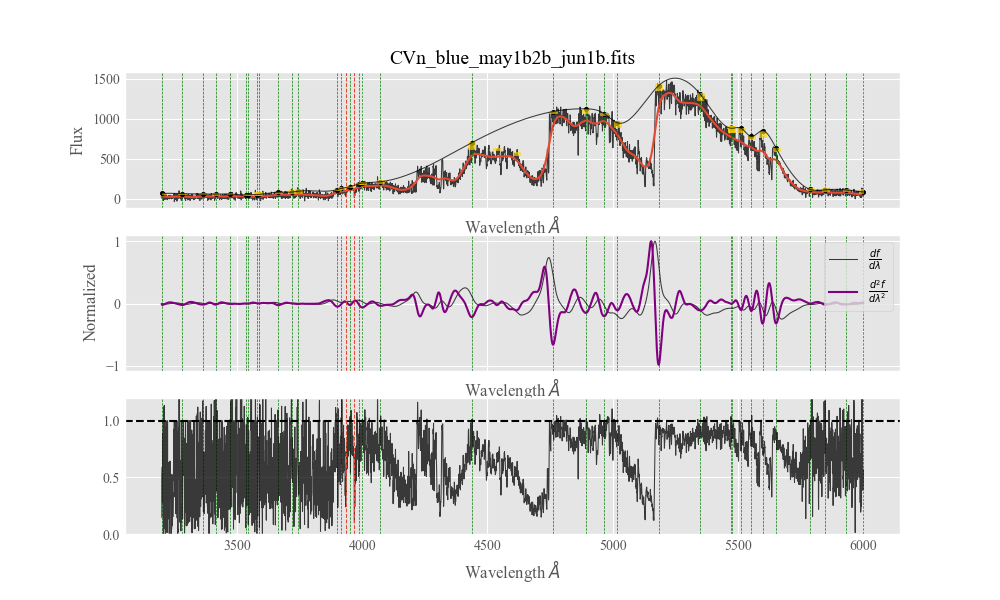 CVn_blue_may1b2b_jun1b.fits
1500
1000
500
0
Flux
Wavelength Å
1
0
−1
Normalized
df
dλ
d²f
dλ²
Wavelength Å
1.0
0.5
0.0
3500 4000 4500 5000 5500 6000
Wavelength Å